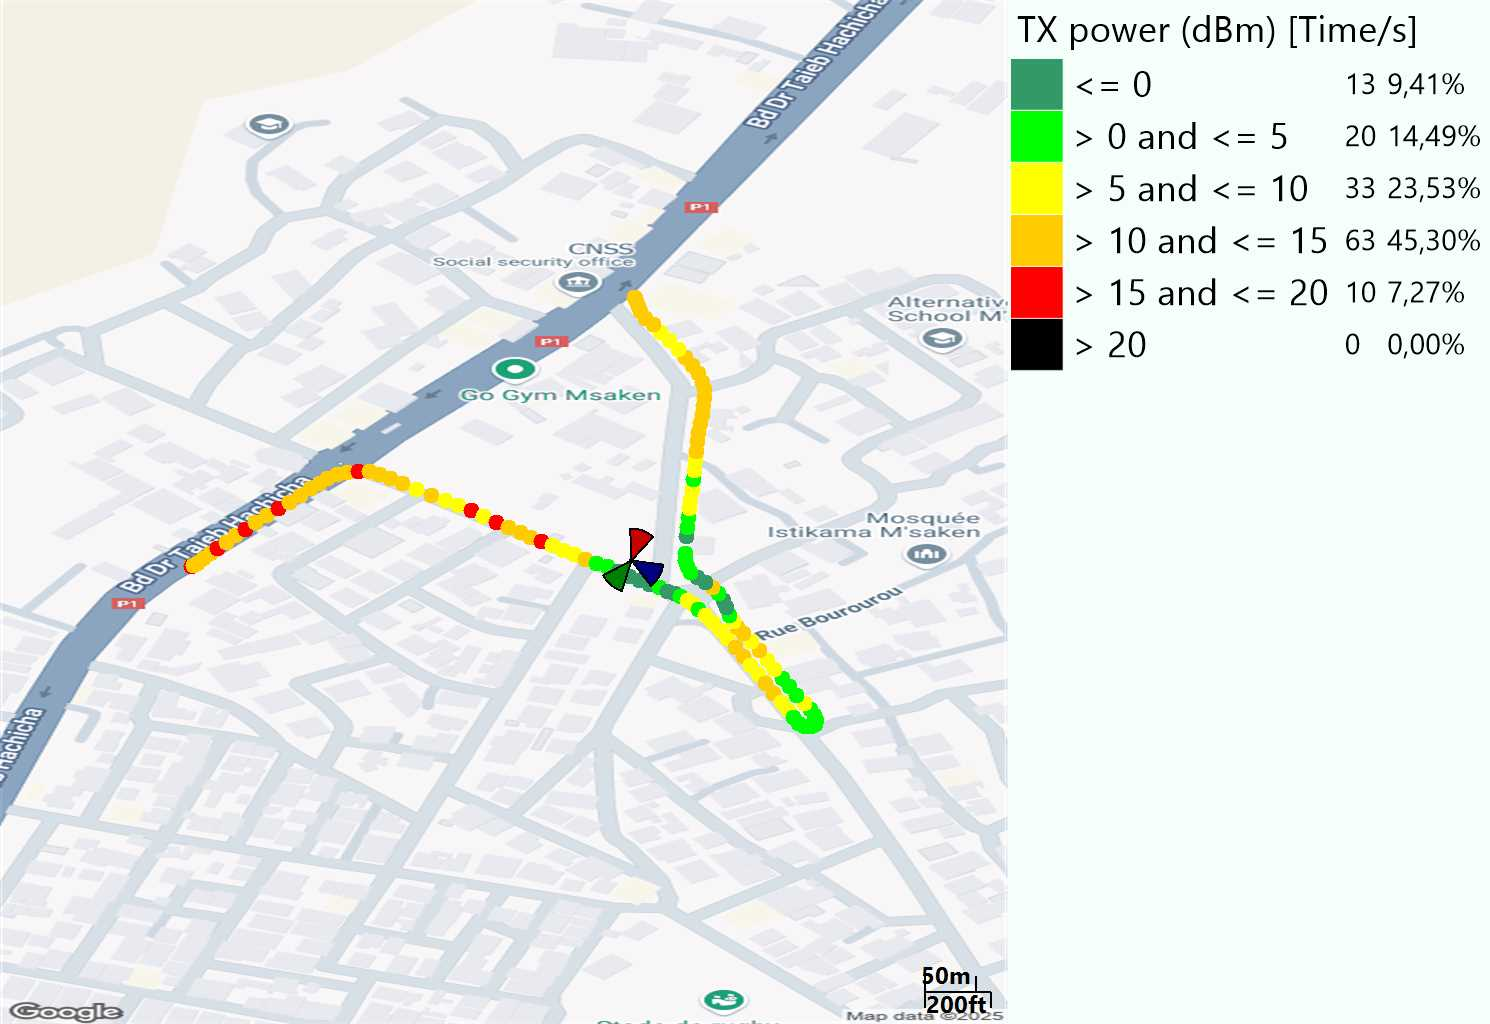 TX power (dBm) [Time/s]
<= 0 13 9,41%
> 0 and <= 5 20 14,49%
> 5 and <= 10 33 23,53%
> 10 and <= 15 63 45,30%
> 15 and <= 20 10 7,27%
> 20 0 0,00%
Bd Dr Taieb Hachicha
P1
CNSS
Social security office
Alternativ
School M'
P1
Go Gym Msaken
Bd Dr Taieb Hachicha
Mosquée
Istikama M'saken
P1
Rue Bourourou
Hachicha
50m
200ft
Google
Map data ©2025